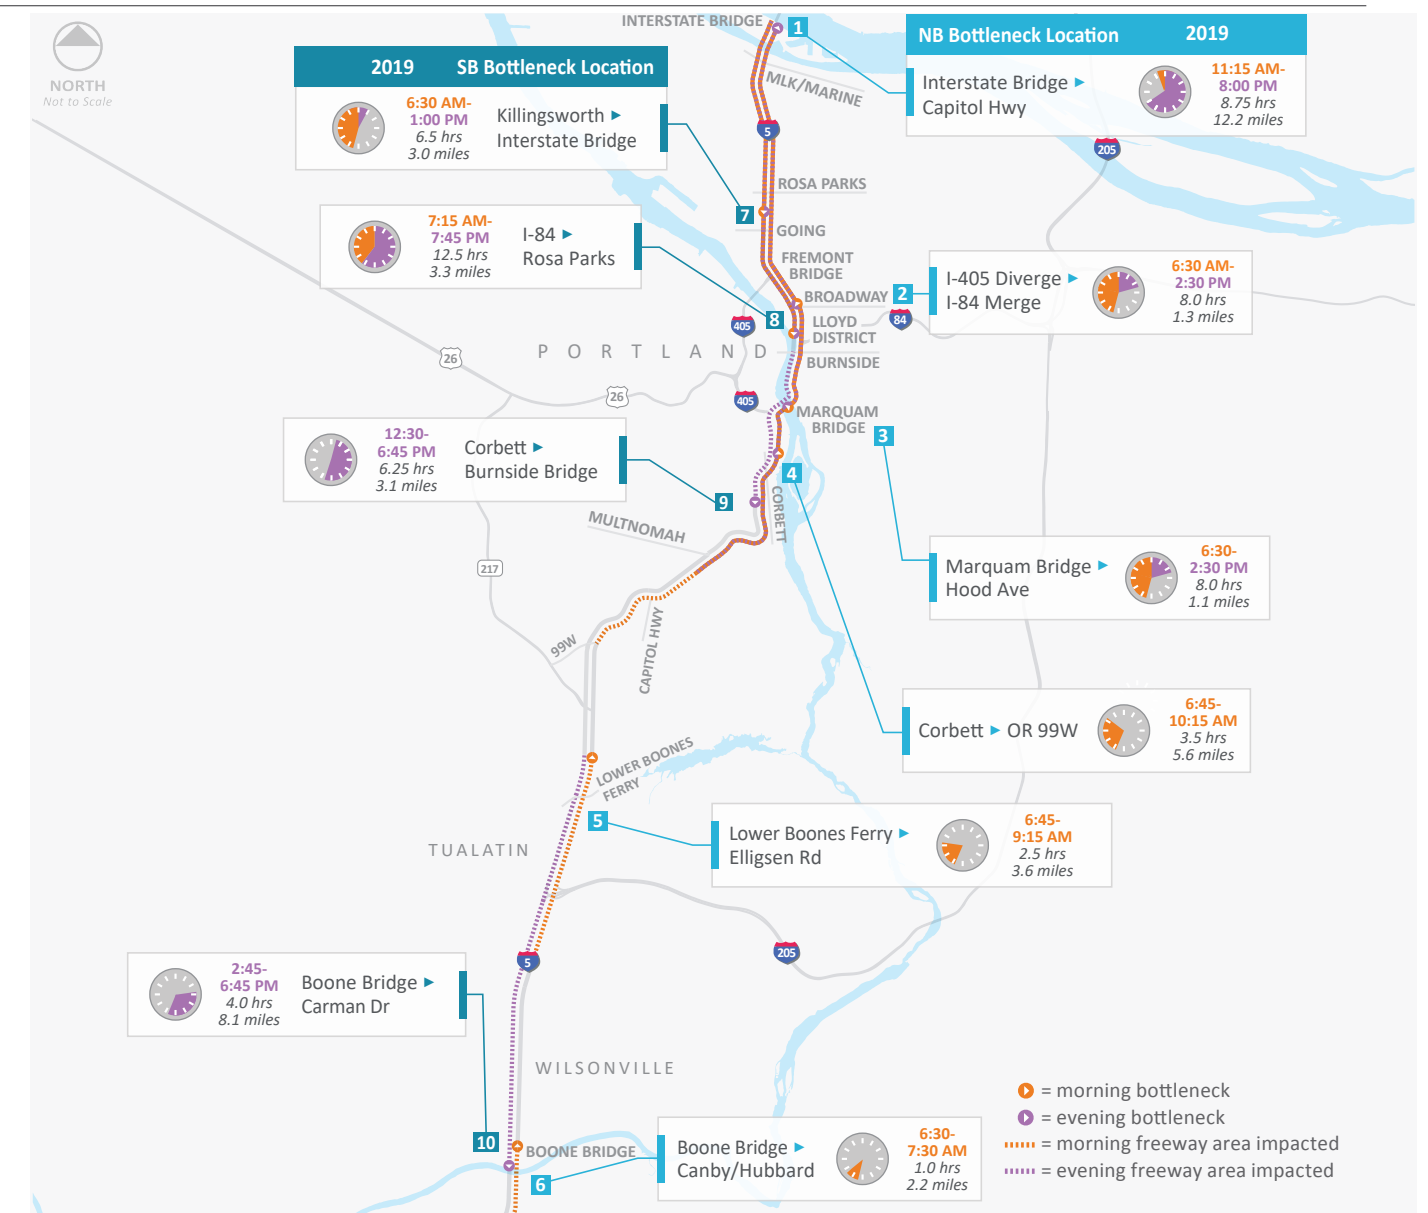 INTERSTATE BRIDGE
1
NB Bottleneck Location 2019
Interstate Bridge ►
Capitol Hwy
11:15 AM-
8:00 PM
8.75 hrs
12.2 miles
NORTH
Not to Scale
2019 SB Bottleneck Location
6:30 AM-
1:00 PM
6.5 hrs
3.0 miles
Killingsworth ►
Interstate Bridge
MLK/MARINE
5
205
ROSA PARKS
7
GOING
7:15 AM-
7:45 PM
12.5 hrs
3.3 miles
I-84 ►
Rosa Parks
FREMONT
BRIDGE
BROADWAY
2
I-405 Diverge ►
I-84 Merge
6:30 AM-
2:30 PM
8.0 hrs
1.3 miles
8
405
LLOYD
DISTRICT
84
PORTLAND
26
BURNSIDE
26
405
MARQUAM
BRIDGE
3
12:30-
6:45 PM
6.25 hrs
3.1 miles
Corbett ►
Burnside Bridge
4
9
CORBETT
MULTNOMAH
217
Marquam Bridge ►
Hood Ave
6:30-
2:30 PM
8.0 hrs
1.1 miles
99W
CAPITOL HWY
Corbett ► OR 99W
6:45-
10:15 AM
3.5 hrs
5.6 miles
LOWER BOONES
FERRY
5
Lower Boones Ferry ►
Elligsen Rd
6:45-
9:15 AM
2.5 hrs
3.6 miles
TUALATIN
5
205
2:45-
6:45 PM
4.0 hrs
8.1 miles
Boone Bridge ►
Carman Dr
WILSONVILLE
10
BOONE BRIDGE
6
Boone Bridge ►
Canby/Hubbard
6:30-
7:30 AM
1.0 hrs
2.2 miles
= morning bottleneck
= evening bottleneck
= morning freeway area impacted
= evening freeway area impacted